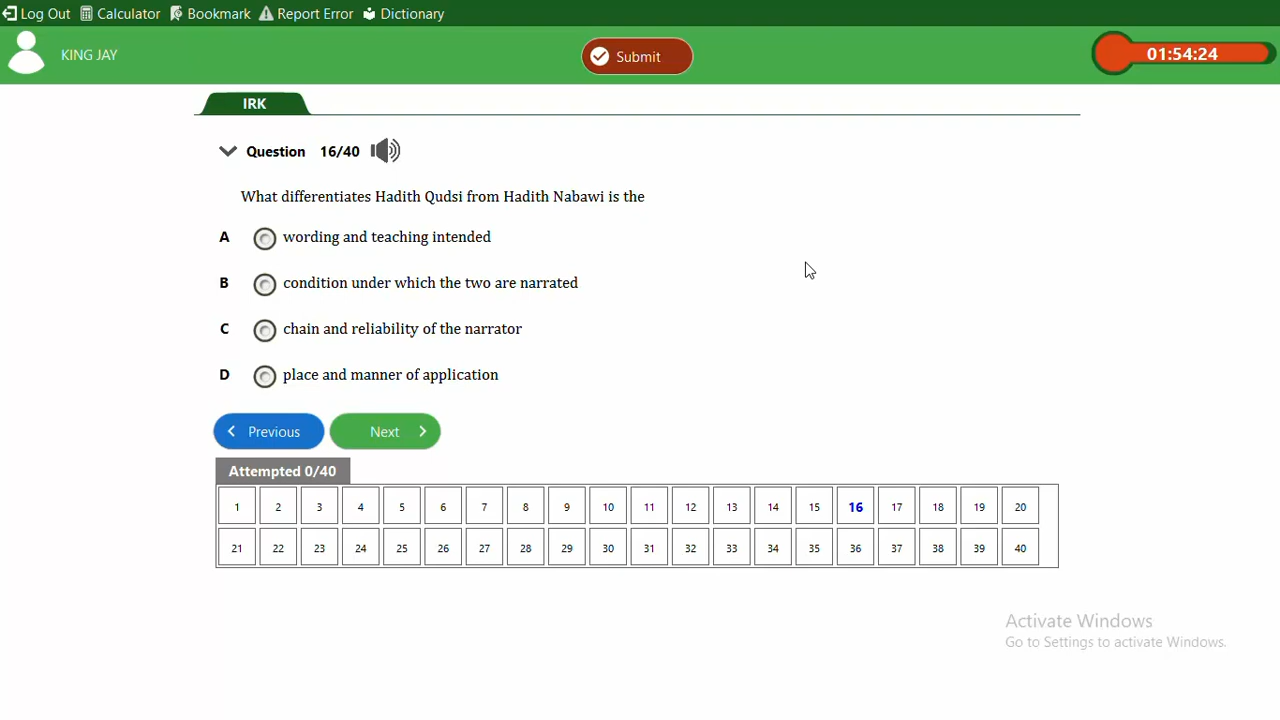 Log Out Calculator Bookmark Report Error Dictionary
KING JAY
Submit
01:54:24
IRK
Question 16/40
What differentiates Hadith Qudsi from Hadith Nabawi is the
A wording and teaching intended
B condition under which the two are narrated
C chain and reliability of the narrator
D place and manner of application
Previous Next
Attempted 0/40
1 2 3 4 5 6 7 8 9 10 11 12 13 14 15 16 17 18 19 20
21 22 23 24 25 26 27 28 29 30 31 32 33 34 35 36 37 38 39 40
Activate Windows
Go to Settings to activate Windows.